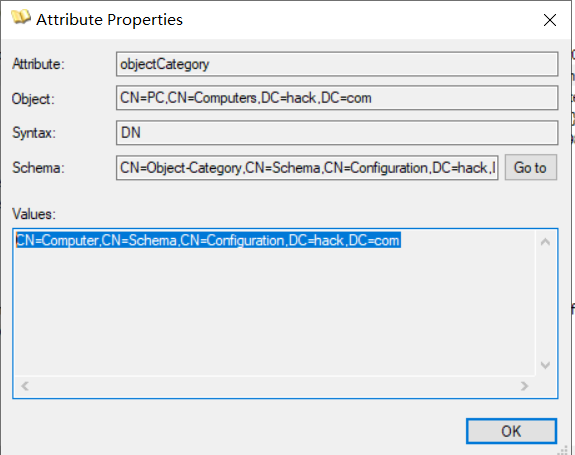 Attribute Properties
Attribute: objectCategory
Object: CN=PC,CN=Computers,DC=hack,DC=com
Syntax: DN
Schema: CN=Object-Category,CN=Schema,CN=Configuration,DC=hack, Go to
Values:
CN=Computer,CN=Schema,CN=Configuration,DC=hack,DC=com
OK